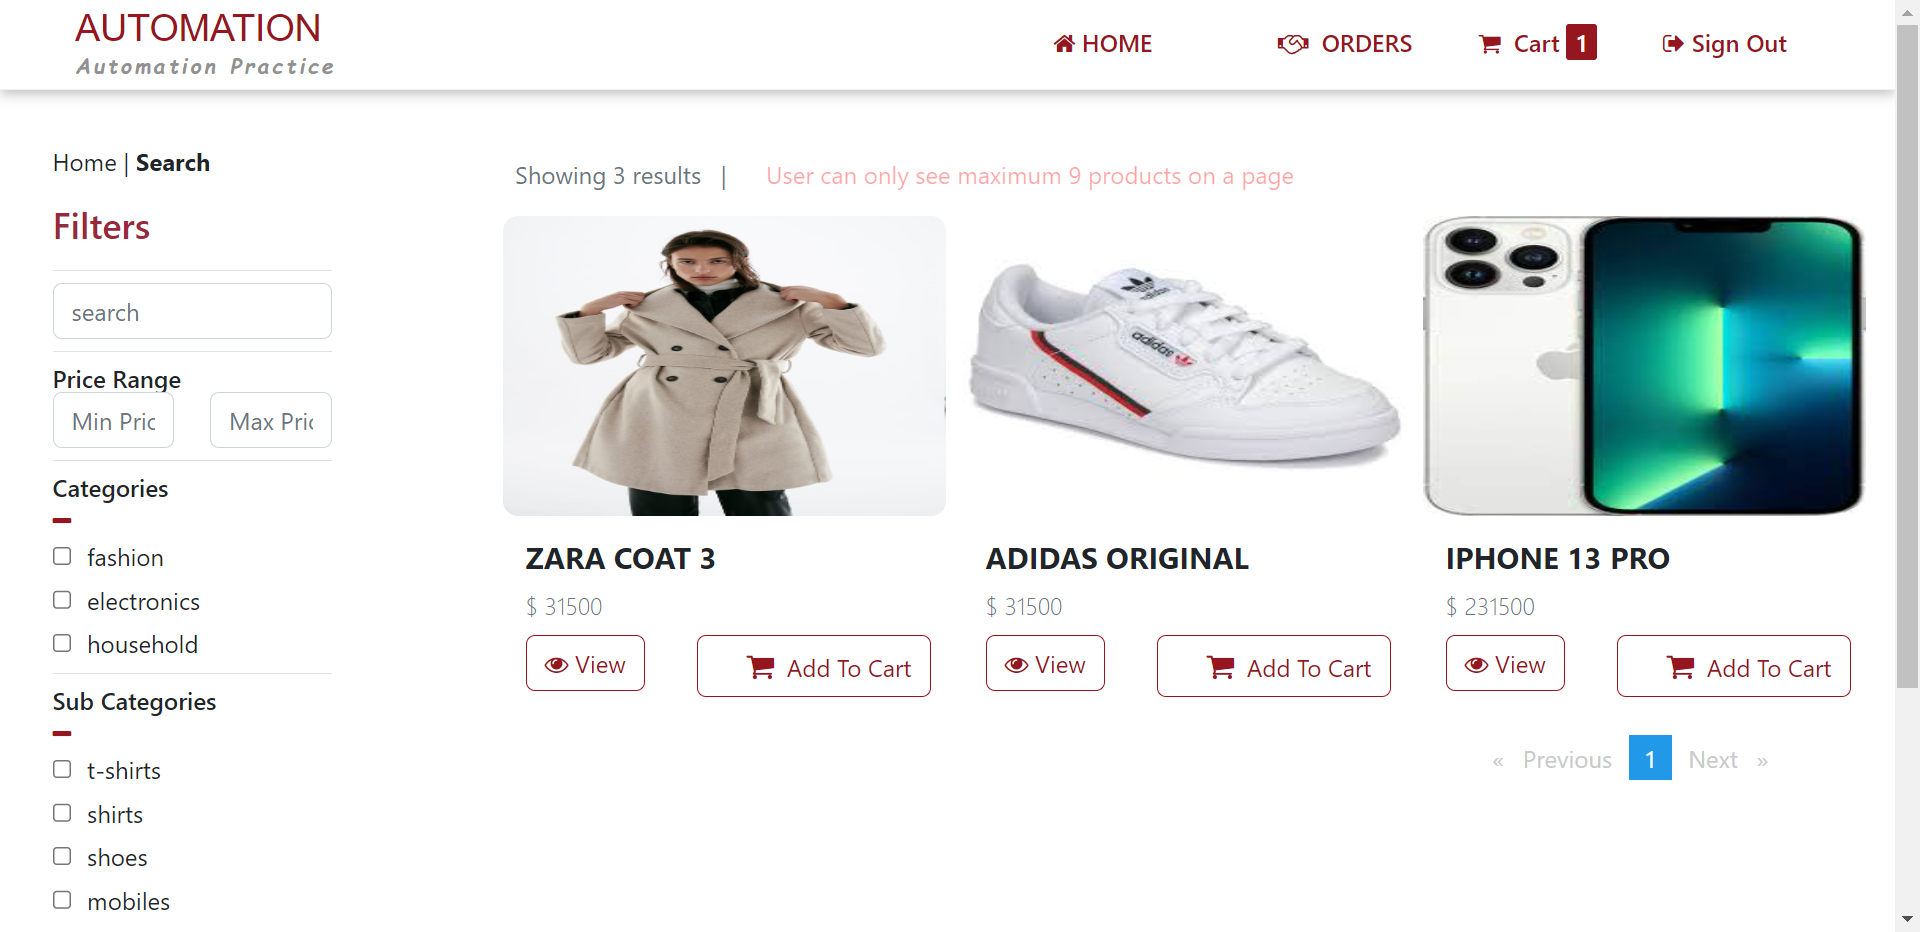 AUTOMATION
Automation Practice
HOME
ORDERS
Cart 1
Sign Out
Home | Search
Filters
search
Price Range
Min Pric
Max Pric
Categories
fashion
electronics
household
Sub Categories
t-shirts
shirts
shoes
mobiles
Showing 3 results |
User can only see maximum 9 products on a page
adidas
adidas
ZARA COAT 3
$ 31500
View
Add To Cart
ADIDAS ORIGINAL
$ 31500
View
Add To Cart
IPHONE 13 PRO
$ 231500
View
Add To Cart
« Previous 1 Next »